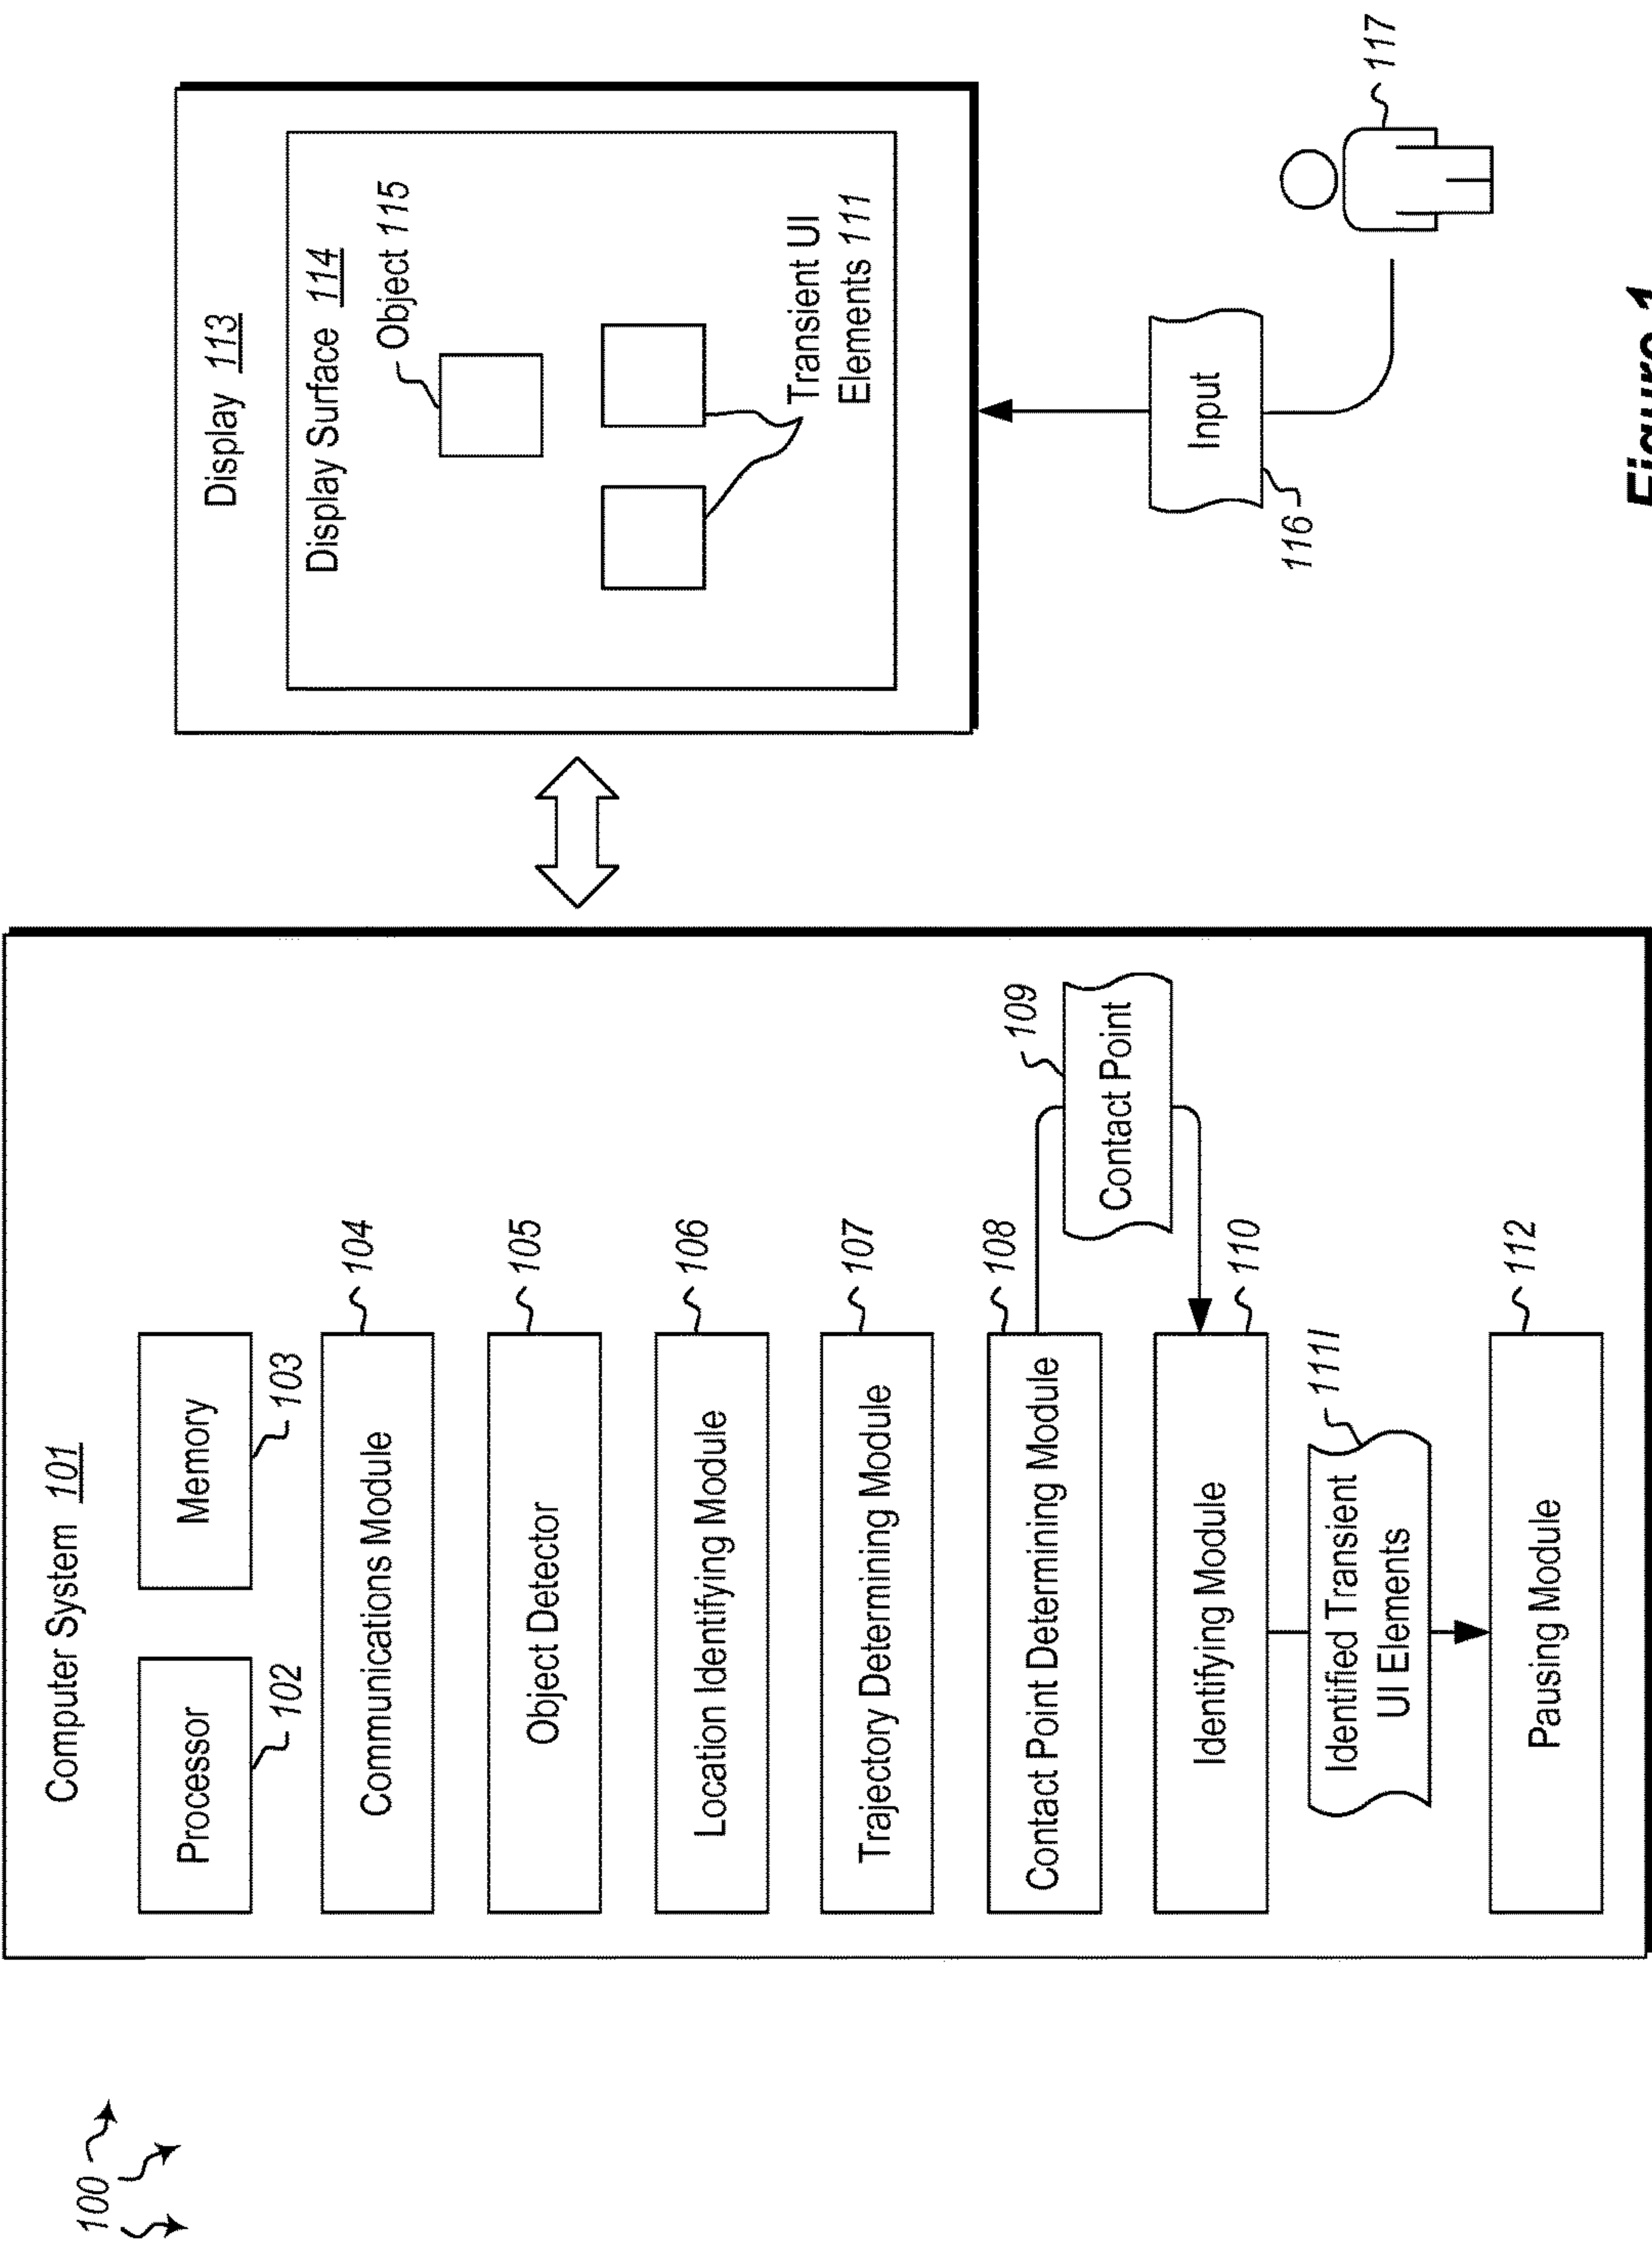 100
Computer System 101
Processor
102
Memory
103
Communications Module
104
Object Detector
105
Location Identifying Module
106
Trajectory Determining Module
107
Contact Point Determining Module
108
Contact Point
109
Identifying Module
110
Identified Transient
UI Elements
111I
Pausing Module
112
Display 113
Display Surface 114
Object 115
Transient UI
Elements 111
Input
116
117
Figure 1